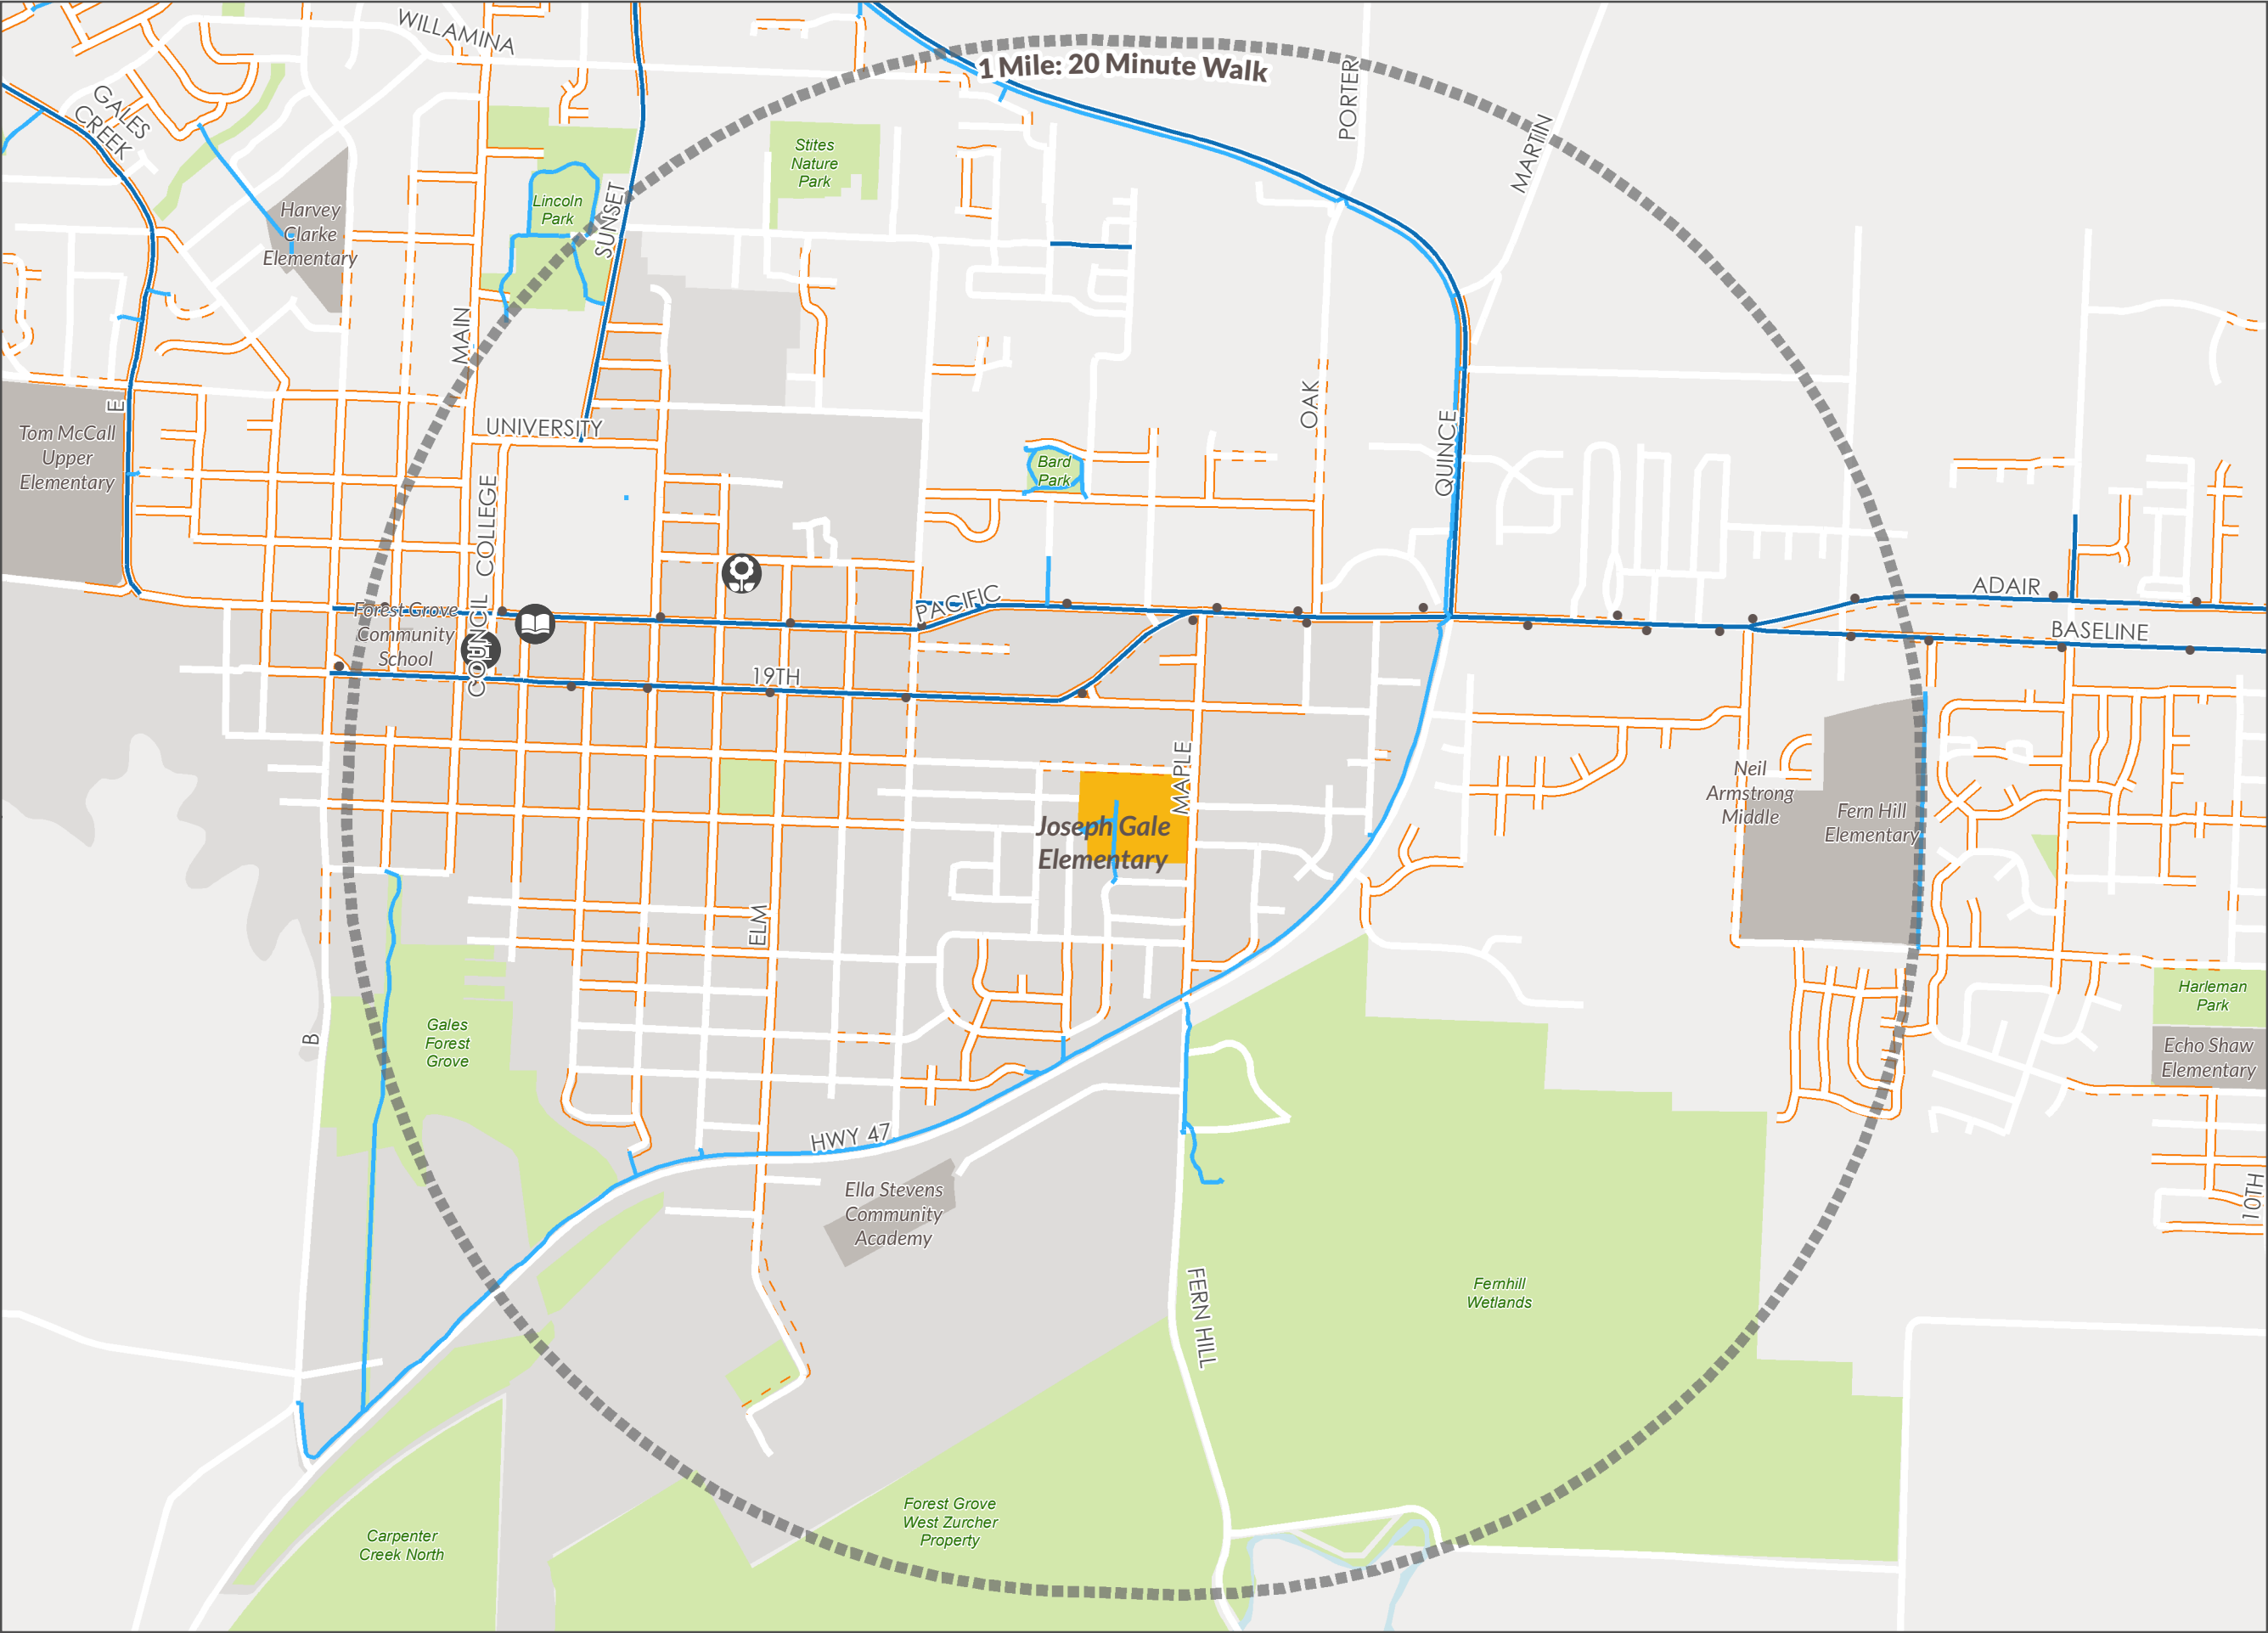 WILLAMINA
1 Mile: 20 Minute Walk
PORTER
GALES
CREEK
MARTIN
Stites
Nature
Park
Harvey
Clarke
Elementary
Lincoln
Park
SUNSET
MAIN
E
OAK
UNIVERSITY
QUINCE
Tom McCall
Upper
Elementary
Bard
Park
COLLEGE
COUNCIL
Forest Grove
Community
School
PACIFIC
ADAIR
BASELINE
19TH
MAPLE
Neil
Armstrong
Middle
Fern Hill
Elementary
Joseph Gale
Elementary
ELM
B
Gales
Forest
Grove
Harleman
Park
Echo Shaw
Elementary
HWY 47
Ella Stevens
Community
Academy
10TH
FERN HILL
Fernhill
Wetlands
Forest Grove
West Zurcher
Property
Carpenter
Creek North